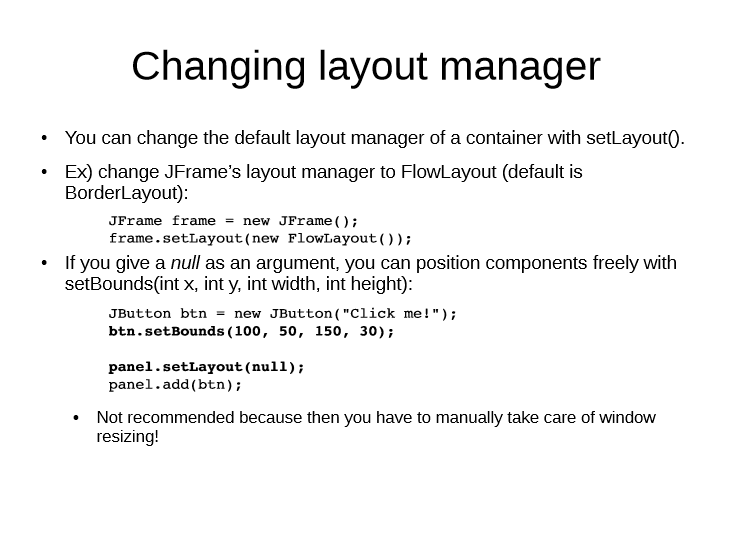 Changing layout manager
• You can change the default layout manager of a container with setLayout().
• Ex) change JFrame’s layout manager to FlowLayout (default is
BorderLayout):
JFrame frame = new JFrame();
frame.setLayout(new FlowLayout());
• If you give a null as an argument, you can position components freely with
setBounds(int x, int y, int width, int height):
JButton btn = new JButton("Click me!");
btn.setBounds(100, 50, 150, 30);
panel.setLayout(null);
panel.add(btn);
• Not recommended because then you have to manually take care of window
resizing!